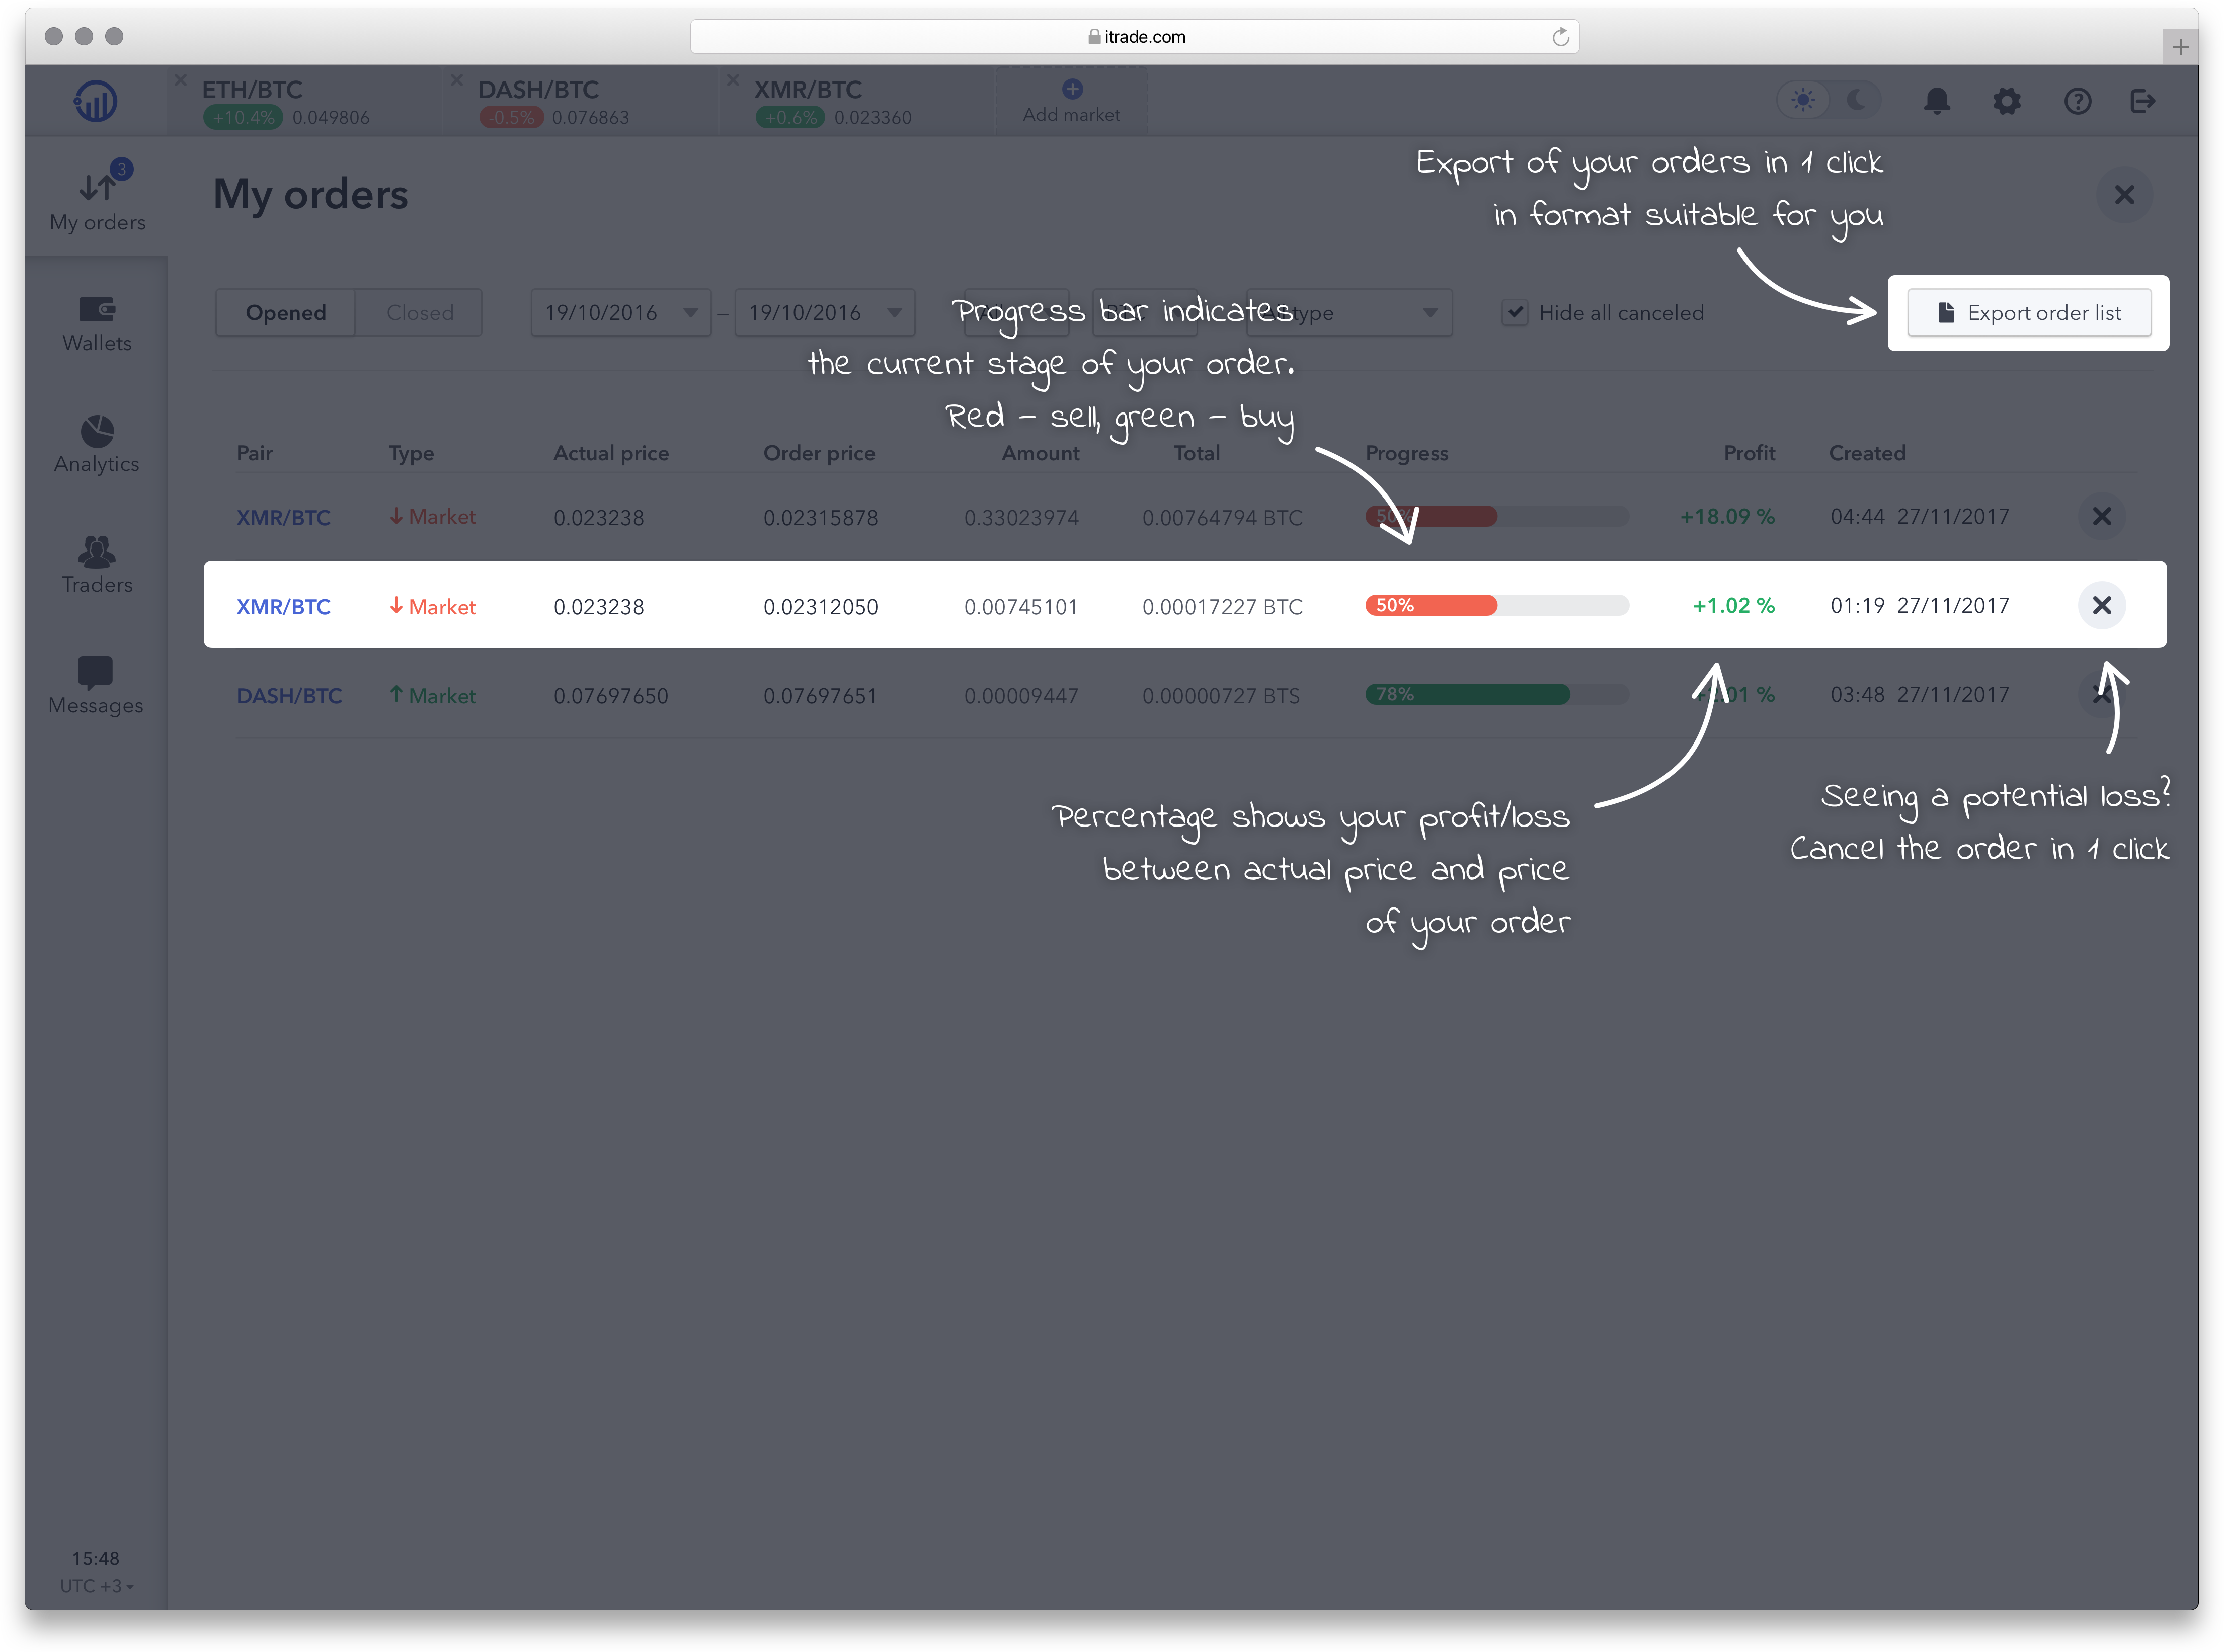 itrade.com
ETH/BTC
+10.4% 0.049806
DASH/BTC
-0.5% 0.076863
XMR/BTC
+0.6% 0.023360
Add market
3
My orders
Wallets
Analytics
Traders
Messages
15:48
UTC +3
My orders
Export of your orders in 1 click
in format suitable for you
Opened
Closed
19/10/2016 – 19/10/2016
type
Hide all canceled
Export order list
Progress bar indicates
the current stage of your order.
Red – sell, green – buy
Pair Type Actual price Order price Amount Total Progress Profit Created
XMR/BTC Market 0.023238 0.02315878 0.33023974 0.00764794 BTC 50% +18.09 % 04:44 27/11/2017
XMR/BTC Market 0.023238 0.02312050 0.00745101 0.00017227 BTC 50% +1.02 % 01:19 27/11/2017
DASH/BTC Market 0.07697650 0.07697651 0.00009447 0.00000727 BTS 78% 03:48 27/11/2017
Percentage shows your profit/loss
between actual price and price
of your order
Seeing a potential loss?
Cancel the order in 1 click